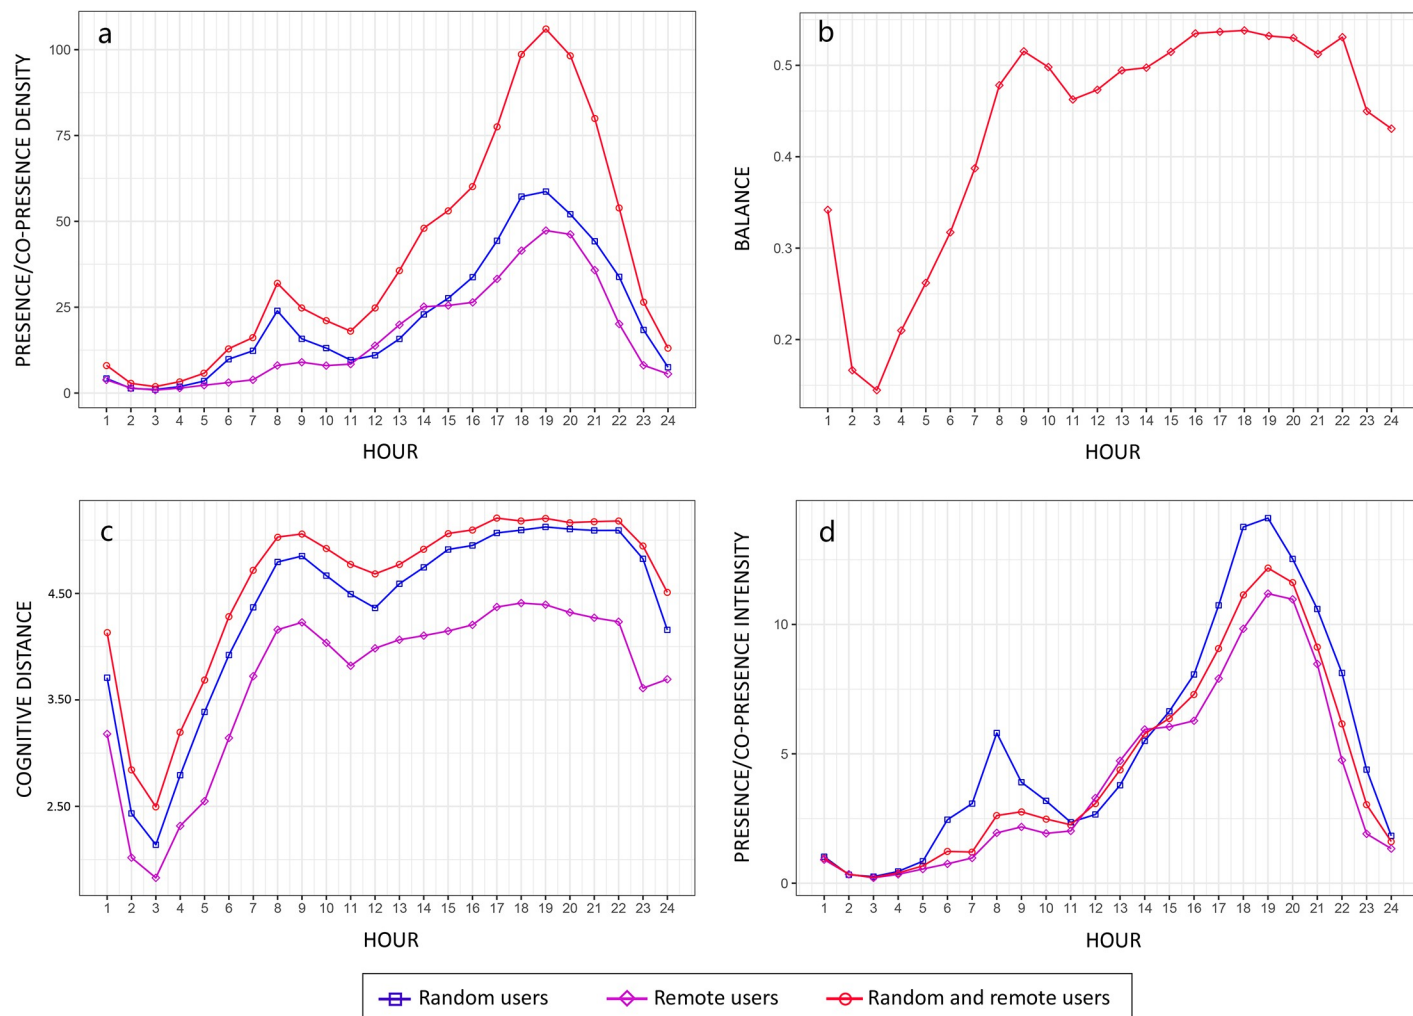 a
PRESENCE/CO-PRESENCE DENSITY
100
75
50
25
0
1 2 3 4 5 6 7 8 9 10 11 12 13 14 15 16 17 18 19 20 21 22 23 24
HOUR
b
BALANCE
0.5
0.4
0.3
0.2
1 2 3 4 5 6 7 8 9 10 11 12 13 14 15 16 17 18 19 20 21 22 23 24
HOUR
c
COGNITIVE DISTANCE
4.50
3.50
2.50
1 2 3 4 5 6 7 8 9 10 11 12 13 14 15 16 17 18 19 20 21 22 23 24
HOUR
d
PRESENCE/CO-PRESENCE INTENSITY
10
5
0
1 2 3 4 5 6 7 8 9 10 11 12 13 14 15 16 17 18 19 20 21 22 23 24
HOUR
Random users Remote users Random and remote users